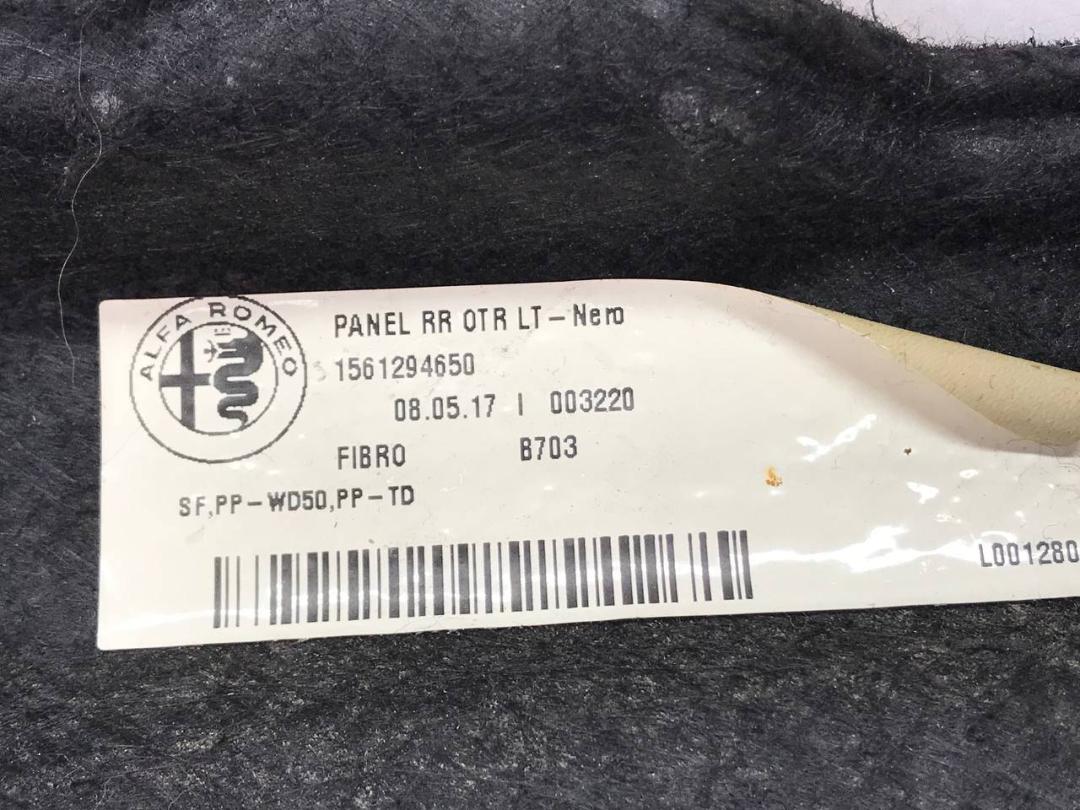 ALFA ROMEO
PANEL RR OTR LT-Nero
1561294650
08.05.17 | 003220
FIBRO B703
SF,PP-WD50,PP-TD
L001280